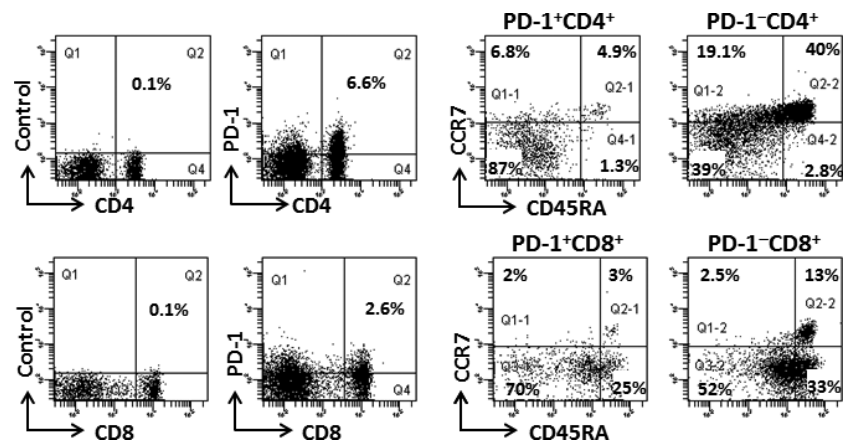 PD-1⁺CD4⁺ PD-1⁻CD4⁺
Q1 Q2 0.1% Q4
Control
CD4
Q1 Q2 6.6% Q4
PD-1
CD4
6.8% 4.9%
Q1-1 Q2-1
Q4-1
87% 1.3%
CCR7
CD45RA
19.1% 40%
Q1-2 Q2-2
Q4-2
39% 2.8%
PD-1⁺CD8⁺ PD-1⁻CD8⁺
Q1 Q2
0.1%
Control
CD8
Q1 Q2
2.6%
Q4
PD-1
CD8
2% 3%
Q1-1 Q2-1
70% 25%
CCR7
CD45RA
2.5% 13%
Q1-2 Q2-2
Q3-2
52% 33%
CCR7
CD45RA